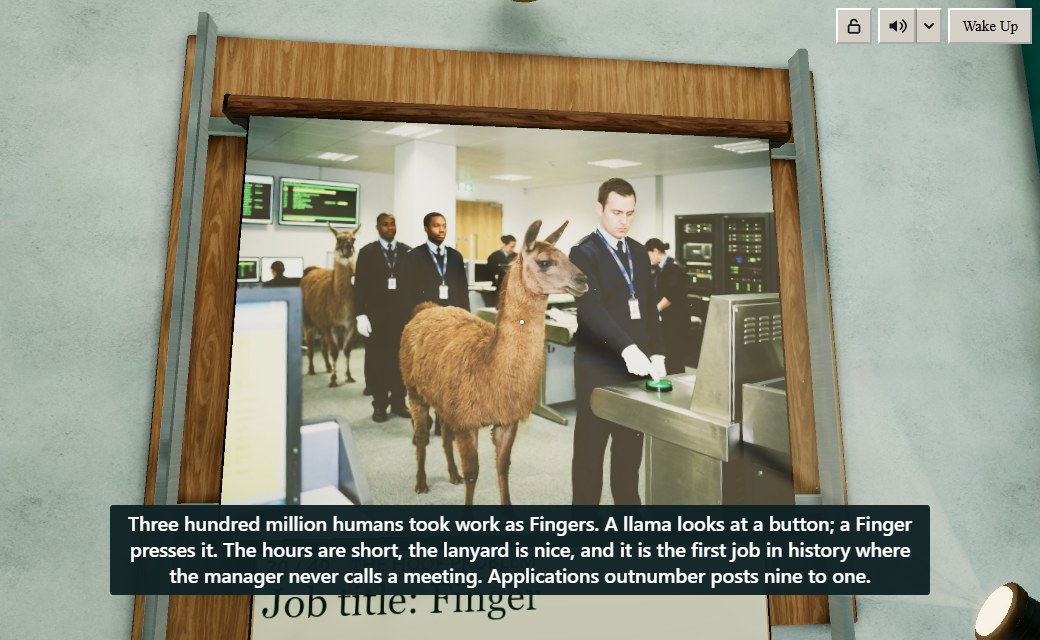 Wake Up
Three hundred million humans took work as Fingers. A llama looks at a button; a Finger
presses it. The hours are short, the lanyard is nice, and it is the first job in history where
the manager never calls a meeting. Applications outnumber posts nine to one.
Job title: Finger